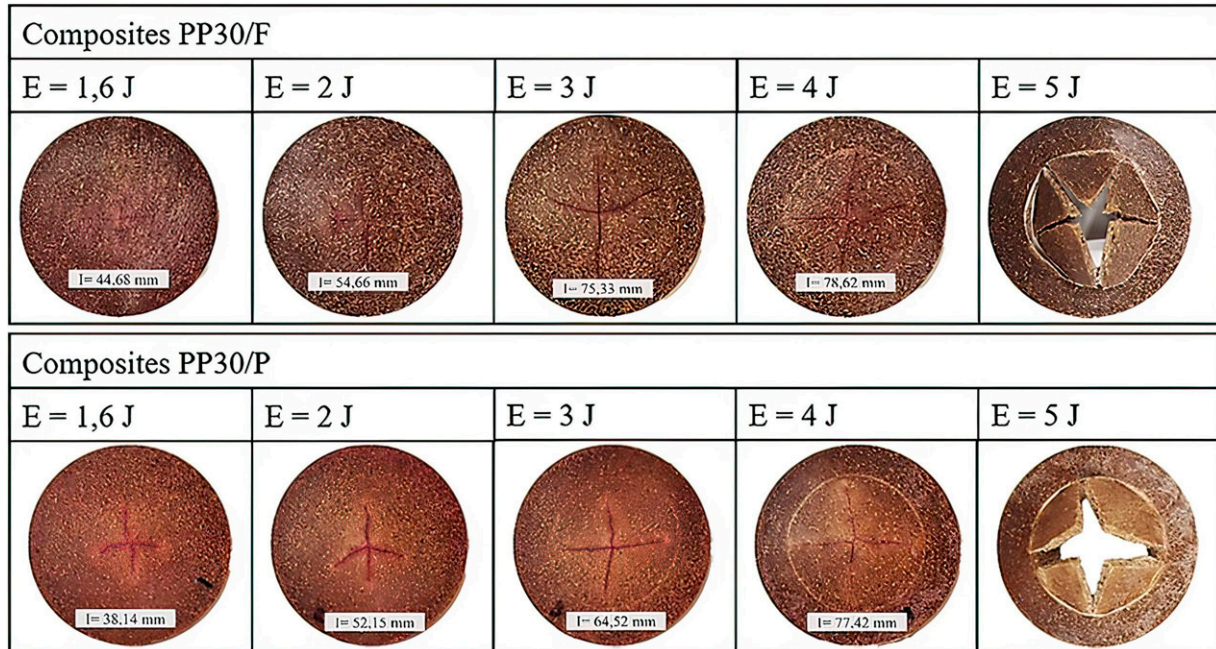 Composites PP30/F
E = 1,6 J E = 2 J E = 3 J E = 4 J E = 5 J
l= 44,68 mm l= 54,66 mm l= 75,33 mm l= 78,62 mm
Composites PP30/P
E = 1,6 J E = 2 J E = 3 J E = 4 J E = 5 J
l= 38,14 mm l= 52,15 mm l= 64,52 mm l= 77,42 mm